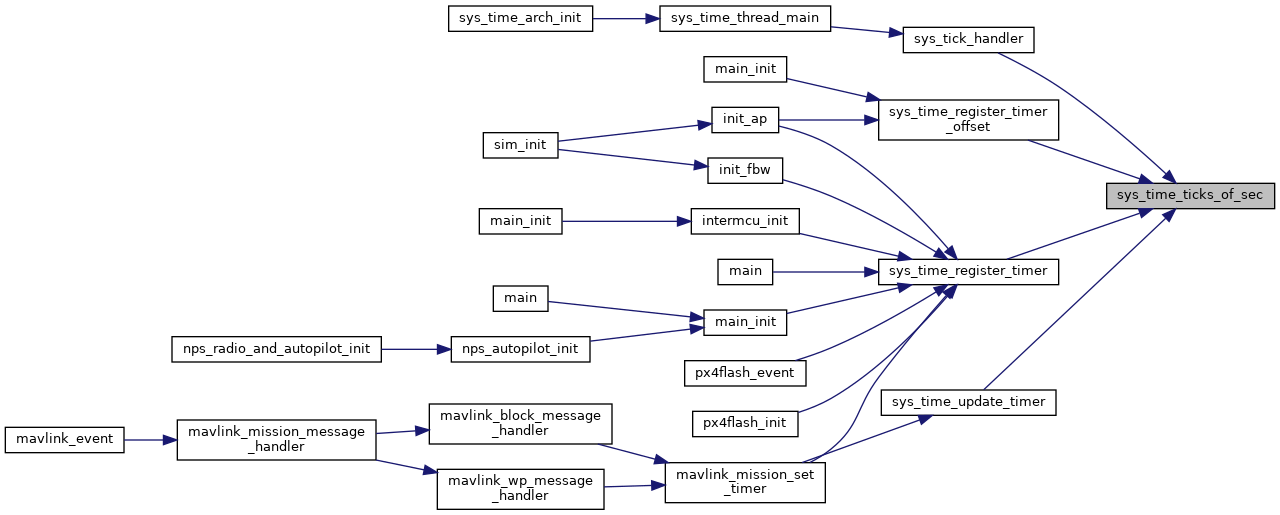 sys_time_arch_init
sys_time_thread_main
sys_tick_handler
main_init
sys_time_register_timer
_offset
init_ap
sim_init
init_fbw
sys_time_ticks_of_sec
main_init
intermcu_init
main
sys_time_register_timer
main
main_init
nps_radio_and_autopilot_init
nps_autopilot_init
px4flash_event
sys_time_update_timer
mavlink_block_message
_handler
px4flash_init
mavlink_event
mavlink_mission_message
_handler
mavlink_wp_message
_handler
mavlink_mission_set
_timer